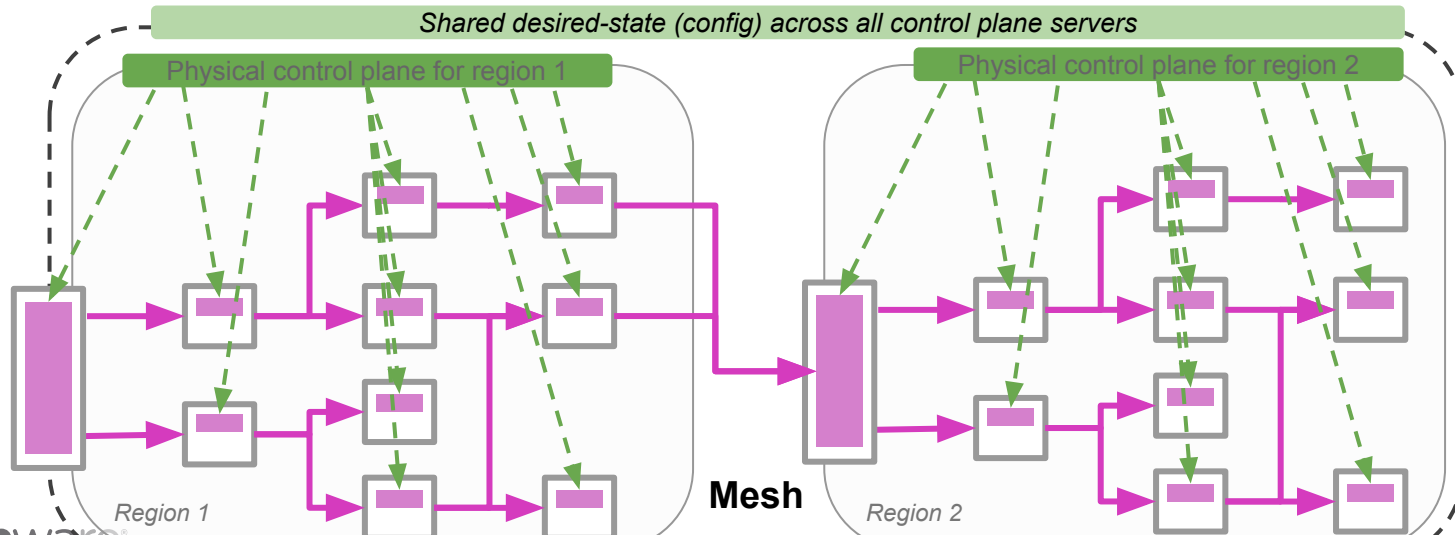 Shared desired-state (config) across all control plane servers
Physical control plane for region 1
Physical control plane for region 2
Mesh
Region 1
Region 2